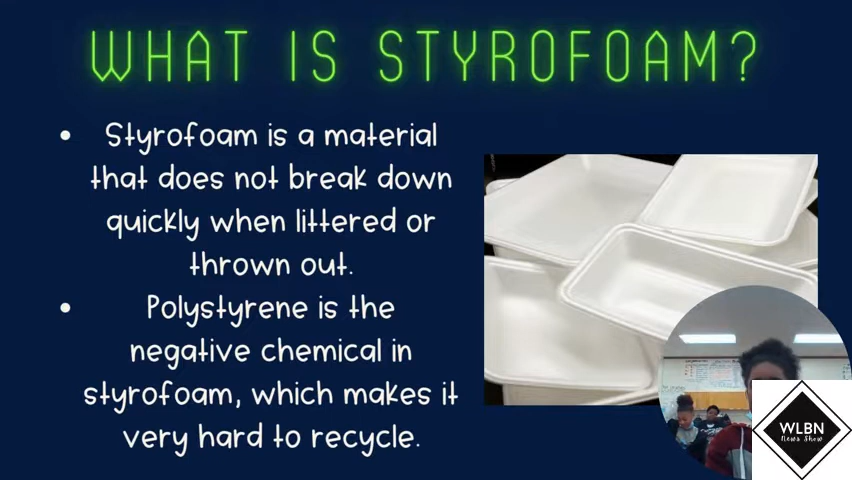 WHAT IS STYROFOAM?
• Styrofoam is a material
that does not break down
quickly when littered or
thrown out.
• Polystyrene is the
negative chemical in
styrofoam, which makes it
very hard to recycle.
WLBN
News Show